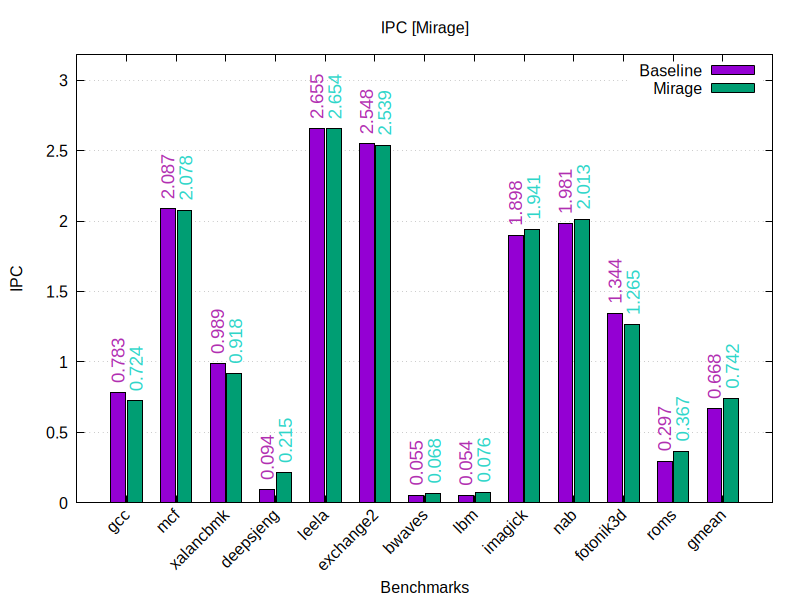 IPC [Mirage]
Baseline
Mirage
IPC
3
2.5
2
1.5
1
0.5
0
0.783
0.724
2.087
2.078
0.989
0.918
0.094
0.215
2.655
2.654
2.548
2.539
0.055
0.068
0.054
0.076
1.898
1.941
1.981
2.013
1.344
1.265
0.297
0.367
0.668
0.742
gcc
mcf
xalancbmk
deepsjeng
leela
exchange2
bwaves
lbm
imagick
nab
fotonik3d
roms
gmean
Benchmarks